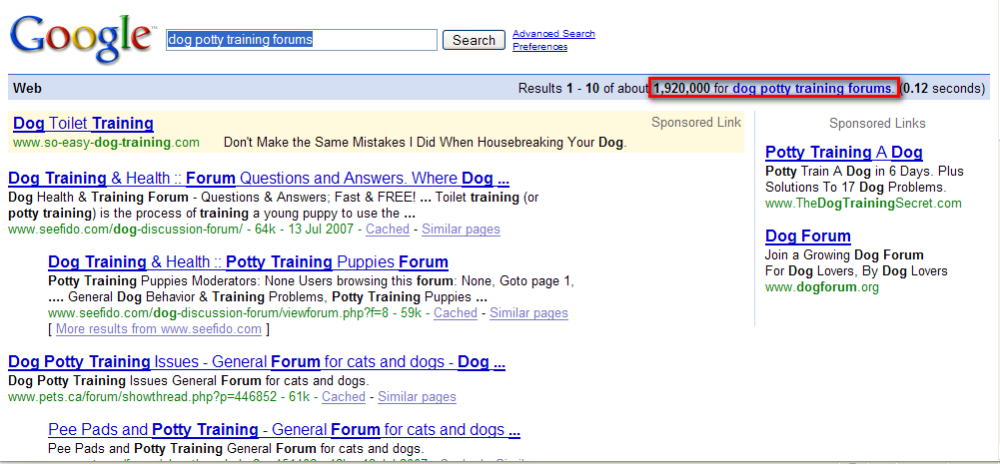 Google™
dog potty training forums
Search
Advanced Search
Preferences
Web
Results 1 - 10 of about 1,920,000 for dog potty training forums. (0.12 seconds)
Dog Toilet Training
Sponsored Link
www.so-easy-dog-training.com Don't Make the Same Mistakes I Did When Housebreaking Your Dog.
Dog Training & Health :: Forum Questions and Answers. Where Dog ...
Dog Health & Training Forum - Questions & Answers; Fast & FREE! ... Toilet training (or
potty training) is the process of training a young puppy to use the ...
www.seefido.com/dog-discussion-forum/ - 64k - 13 Jul 2007 - Cached - Similar pages
Dog Training & Health :: Potty Training Puppies Forum
Potty Training Puppies Moderators: None Users browsing this forum: None, Goto page 1,
.... General Dog Behavior & Training Problems, Potty Training Puppies ...
www.seefido.com/dog-discussion-forum/viewforum.php?f=8 - 59k - Cached - Similar pages
[ More results from www.seefido.com ]
Dog Potty Training Issues - General Forum for cats and dogs - Dog ...
Dog Potty Training Issues General Forum for cats and dogs.
www.pets.ca/forum/showthread.php?p=446852 - 61k - Cached - Similar pages
Pee Pads and Potty Training - General Forum for cats and dogs ...
Pee Pads and Potty Training General Forum for cats and dogs.
Sponsored Links
Potty Training A Dog
Potty Train A Dog in 6 Days. Plus
Solutions To 17 Dog Problems.
www.TheDogTrainingSecret.com
Dog Forum
Join a Growing Dog Forum
For Dog Lovers, By Dog Lovers
www.dogforum.org